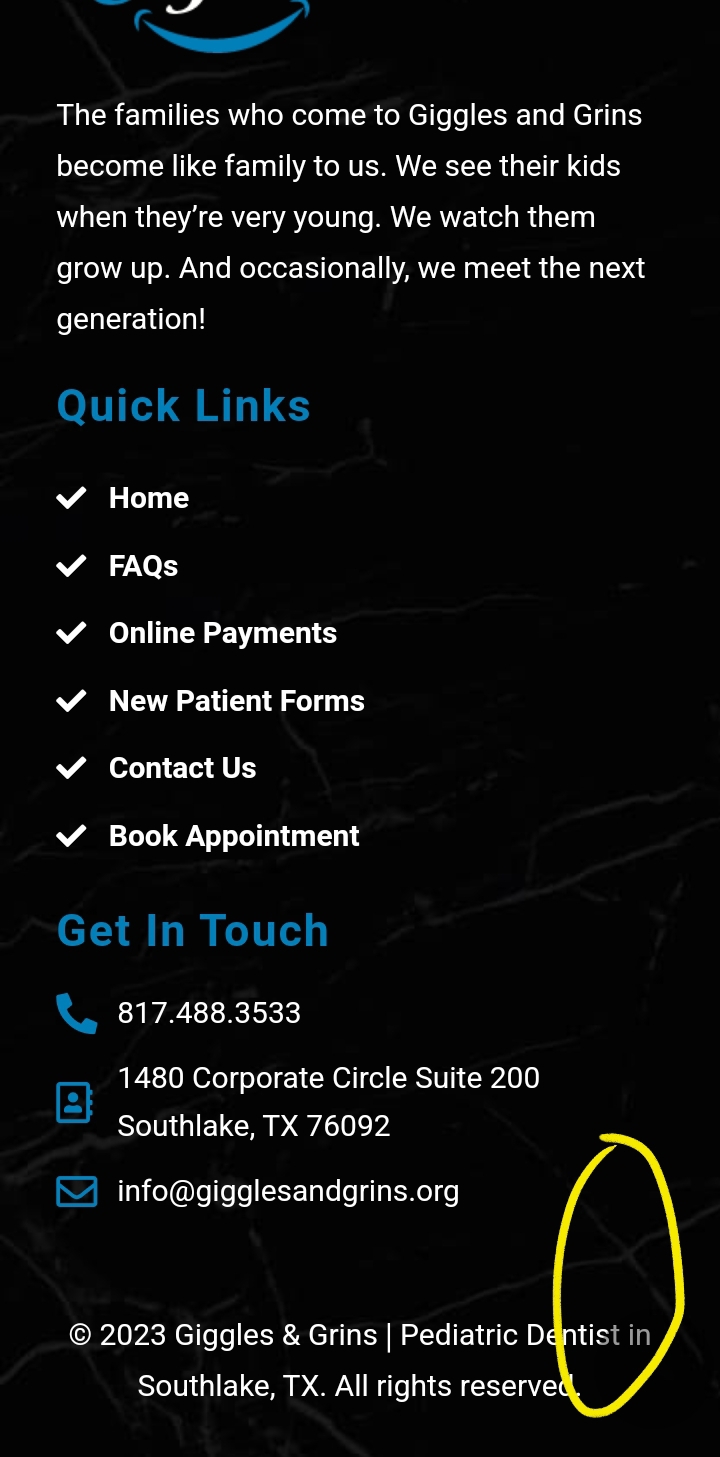 The families who come to Giggles and Grins
become like family to us. We see their kids
when they’re very young. We watch them
grow up. And occasionally, we meet the next
generation!
Quick Links
Home
FAQs
Online Payments
New Patient Forms
Contact Us
Book Appointment
Get In Touch
817.488.3533
1480 Corporate Circle Suite 200
Southlake, TX 76092
info@gigglesandgrins.org
© 2023 Giggles & Grins | Pediatric Dentist in
Southlake, TX. All rights reserved.